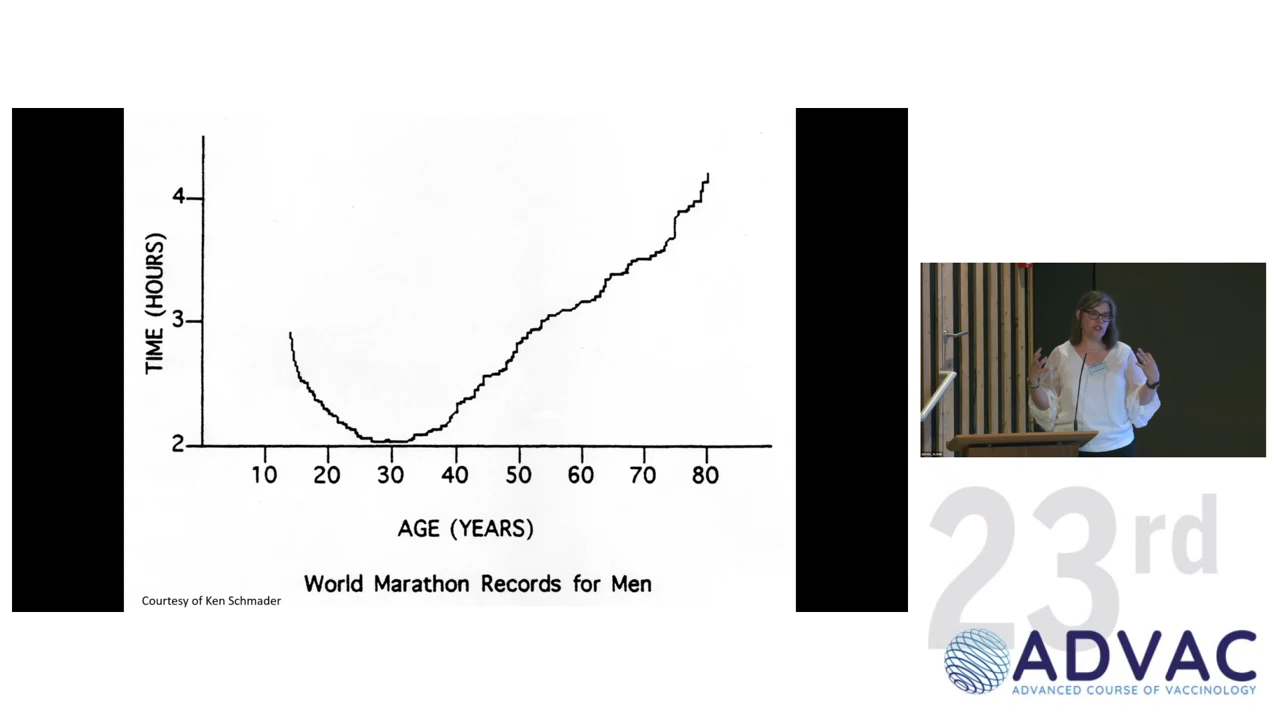 4
3
2
TIME (HOURS)
10 20 30 40 50 60 70 80
AGE (YEARS)
World Marathon Records for Men
Courtesy of Ken Schmader
23rd
ADVAC
ADVANCED COURSE OF VACCINOLOGY